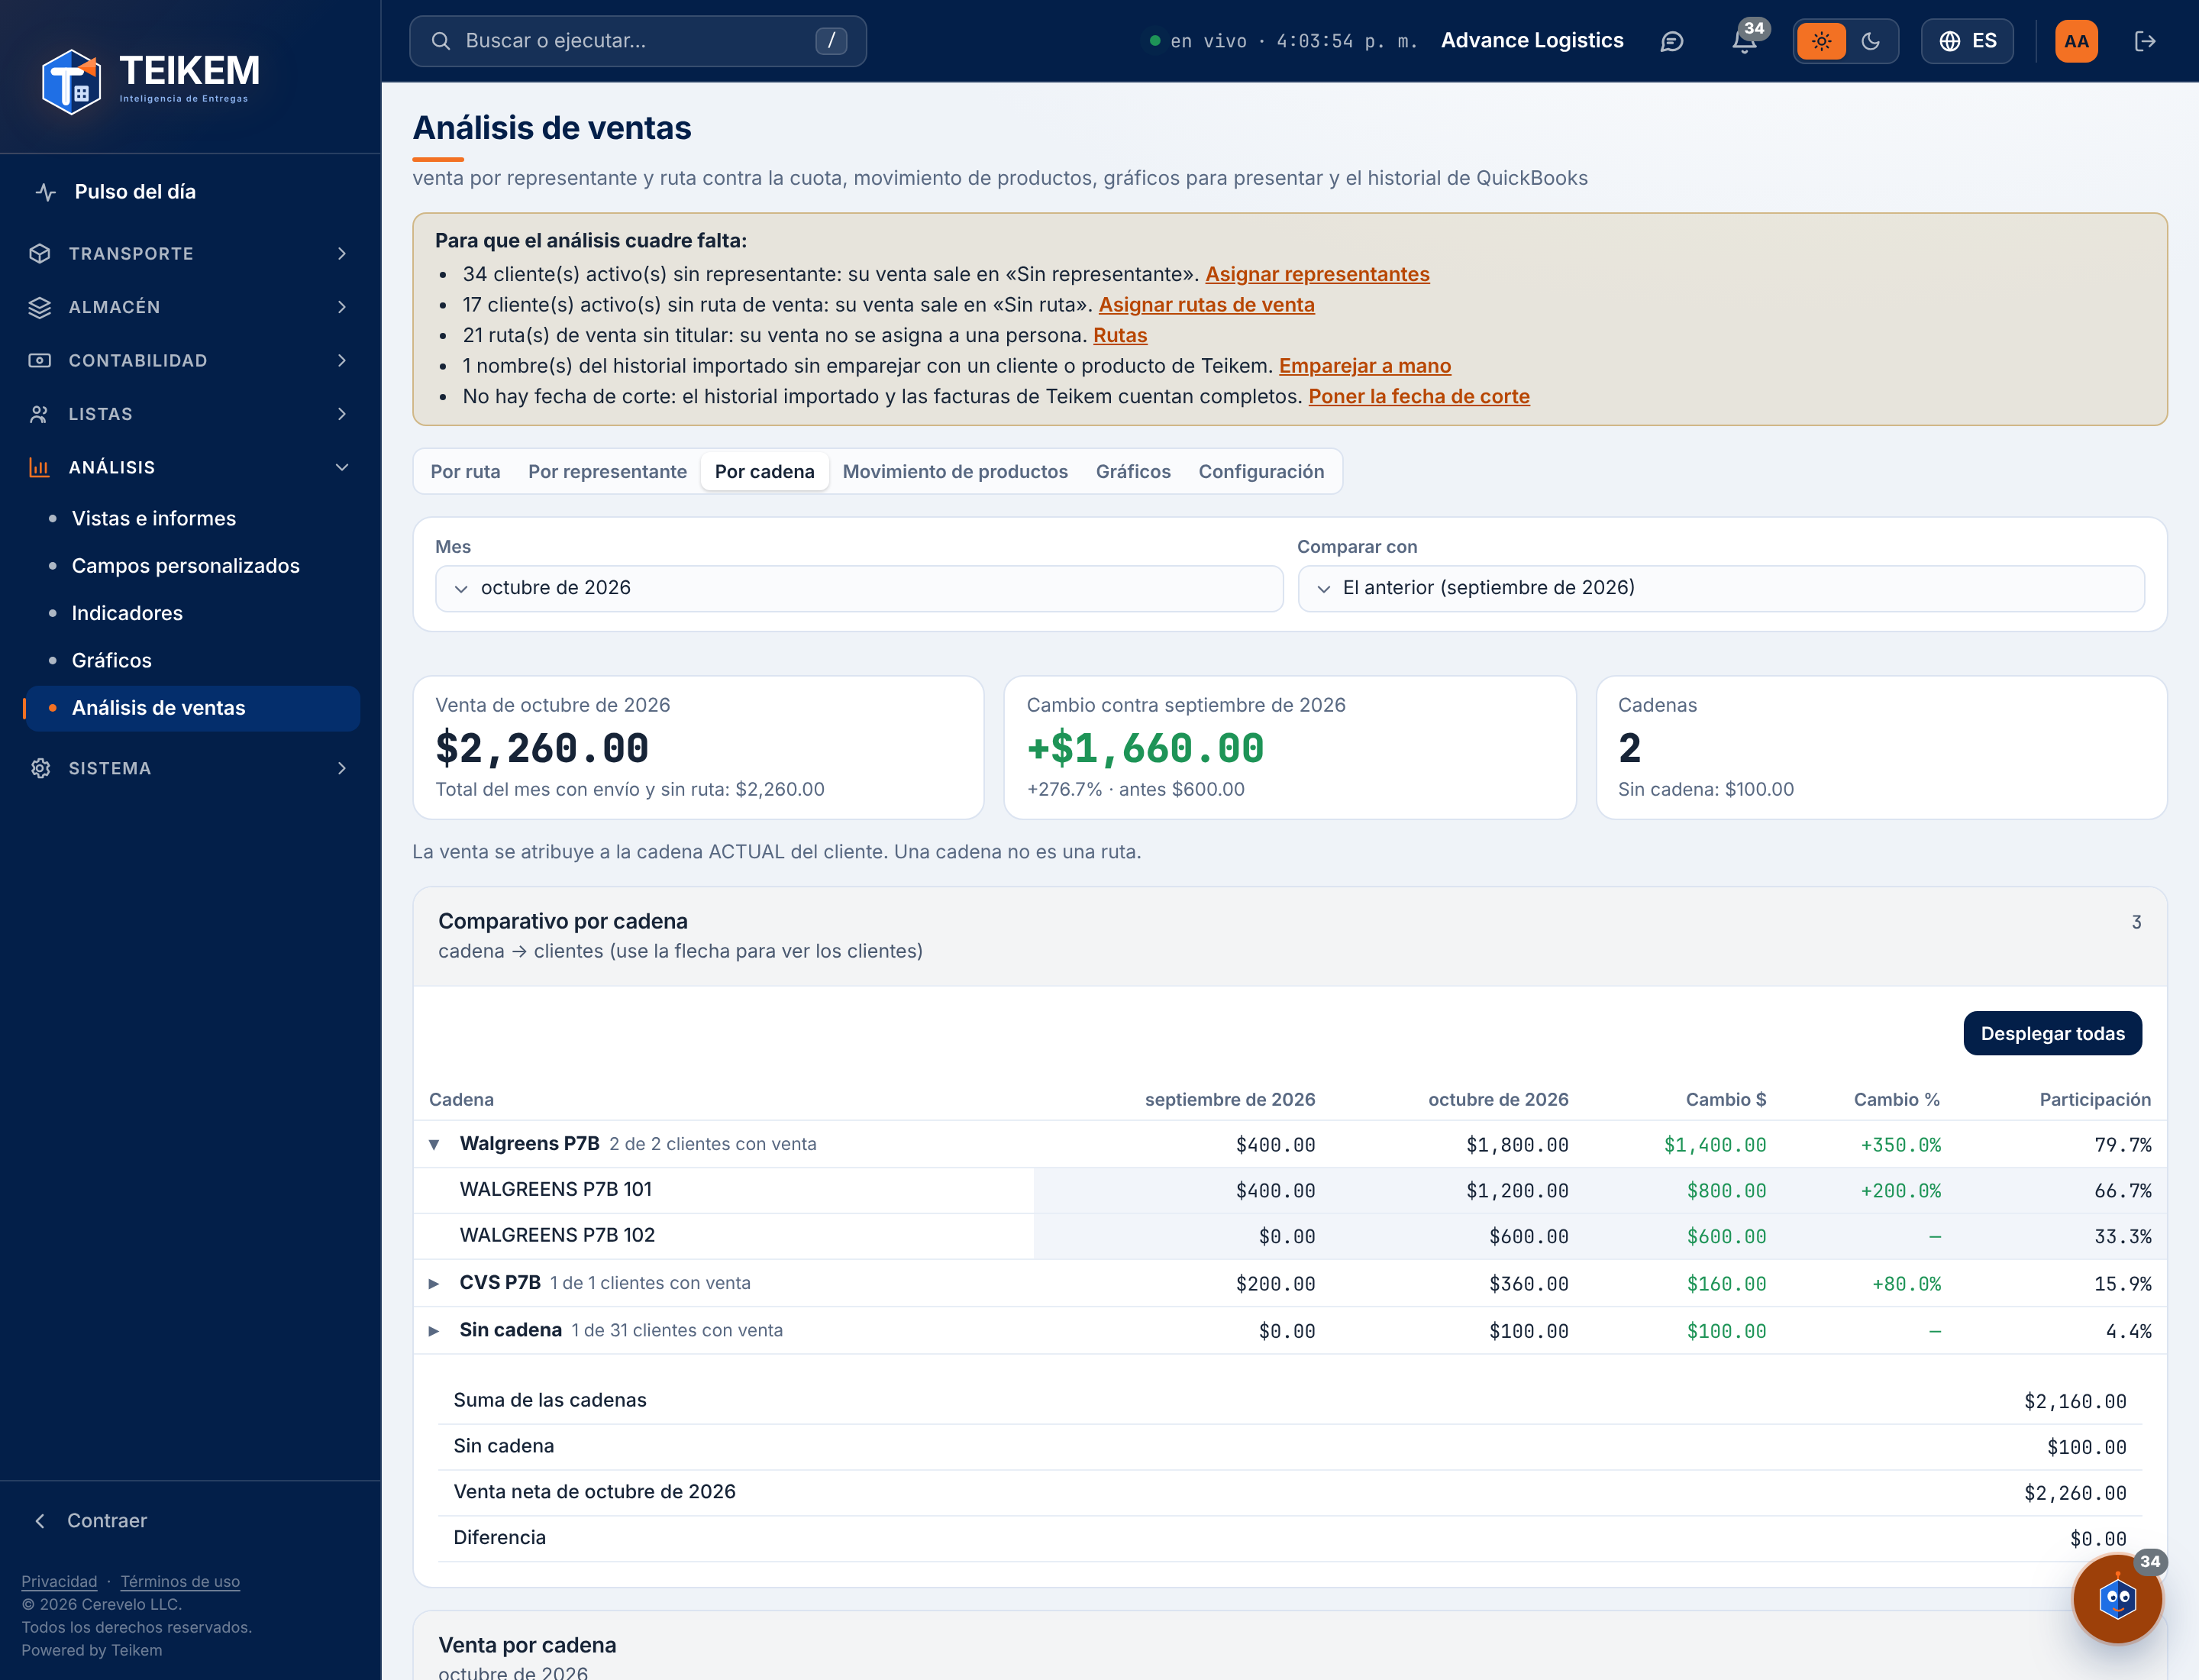 TEIKEM
Inteligencia de Entregas
Buscar o ejecutar...
/
en vivo · 4:03:54 p. m.
Advance Logistics
34
ES
AA
Pulso del día
TRANSPORTE
ALMACÉN
CONTABILIDAD
LISTAS
ANÁLISIS
Vistas e informes
Campos personalizados
Indicadores
Gráficos
Análisis de ventas
SISTEMA
Contraer
Privacidad · Términos de uso
© 2026 Cerevelo LLC.
Todos los derechos reservados.
Powered by Teikem
Análisis de ventas
venta por representante y ruta contra la cuota, movimiento de productos, gráficos para presentar y el historial de QuickBooks
Para que el análisis cuadre falta:
• 34 cliente(s) activo(s) sin representante: su venta sale en «Sin representante». Asignar representantes
• 17 cliente(s) activo(s) sin ruta de venta: su venta sale en «Sin ruta». Asignar rutas de venta
• 21 ruta(s) de venta sin titular: su venta no se asigna a una persona. Rutas
• 1 nombre(s) del historial importado sin emparejar con un cliente o producto de Teikem. Emparejar a mano
• No hay fecha de corte: el historial importado y las facturas de Teikem cuentan completos. Poner la fecha de corte
Por ruta Por representante Por cadena Movimiento de productos Gráficos Configuración
Mes
octubre de 2026
Comparar con
El anterior (septiembre de 2026)
Venta de octubre de 2026
$2,260.00
Total del mes con envío y sin ruta: $2,260.00
Cambio contra septiembre de 2026
+$1,660.00
+276.7% · antes $600.00
Cadenas
2
Sin cadena: $100.00
La venta se atribuye a la cadena ACTUAL del cliente. Una cadena no es una ruta.
Comparativo por cadena
3
cadena → clientes (use la flecha para ver los clientes)
Desplegar todas
Cadena septiembre de 2026 octubre de 2026 Cambio $ Cambio % Participación
▼ Walgreens P7B 2 de 2 clientes con venta $400.00 $1,800.00 $1,400.00 +350.0% 79.7%
WALGREENS P7B 101 $400.00 $1,200.00 $800.00 +200.0% 66.7%
WALGREENS P7B 102 $0.00 $600.00 $600.00 — 33.3%
▶ CVS P7B 1 de 1 clientes con venta $200.00 $360.00 $160.00 +80.0% 15.9%
▶ Sin cadena 1 de 31 clientes con venta $0.00 $100.00 $100.00 — 4.4%
Suma de las cadenas $2,160.00
Sin cadena $100.00
Venta neta de octubre de 2026 $2,260.00
Diferencia $0.00
34
Venta por cadena
octubre de 2026